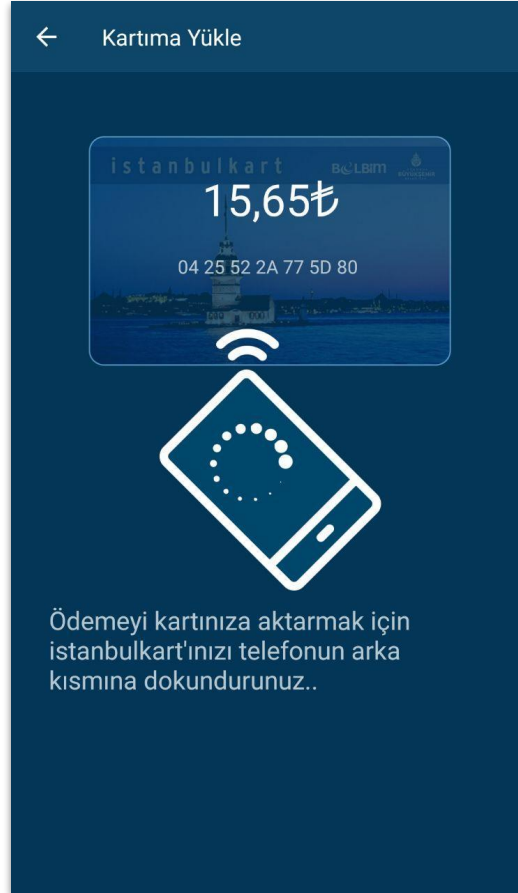 Kartıma Yükle
istanbulkart BELBİM
15,65₺
04 25 52 2A 77 5D 80
Ödemeyi kartınıza aktarmak için
istanbulkart'ınızı telefonun arka
kısmına dokundurunuz..